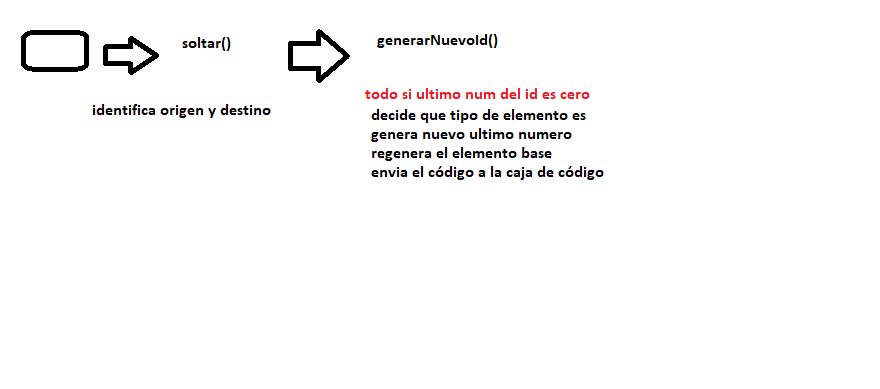 soltar()
generarNuevoId()
identifica origen y destino
todo si ultimo num del id es cero
decide que tipo de elemento es
genera nuevo ultimo numero
regenera el elemento base
envia el código a la caja de código